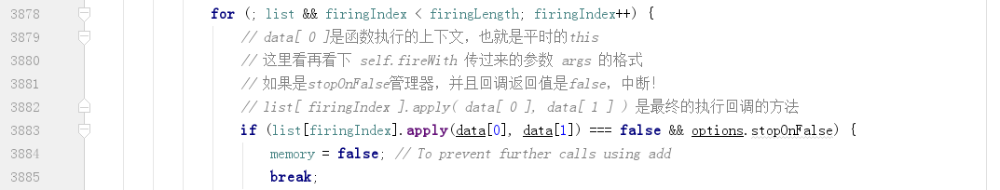 3878 for (; list && firingIndex < firingLength; firingIndex++) {
3879 // data[ 0 ]是函数执行的上下文，也就是平时的this
3880 // 这里看再看下 self.fireWith 传过来的参数 args 的格式
3881 // 如果是stopOnFalse管理器，并且回调返回值是false，中断！
3882 // list[ firingIndex ].apply( data[ 0 ], data[ 1 ] ) 是最终的执行回调的方法
3883 if (list[firingIndex].apply(data[0], data[1]) === false && options.stopOnFalse) {
3884 memory = false; // To prevent further calls using add
3885 break;